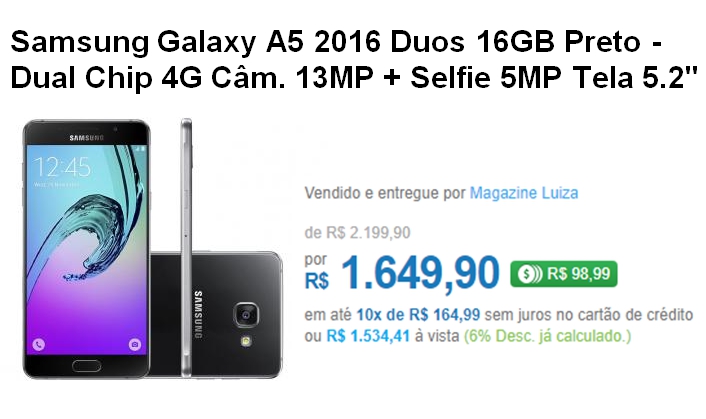 Samsung Galaxy A5 2016 Duos 16GB Preto -
Dual Chip 4G Câm. 13MP + Selfie 5MP Tela 5.2"
SAMSUNG
12:45
SAMSUNG
Vendido e entregue por Magazine Luiza
de R$ 2.199,90
por
R$ 1.649,90 R$ 98,99
em até 10x de R$ 164,99 sem juros no cartão de crédito
ou R$ 1.534,41 à vista (6% Desc. já calculado.)